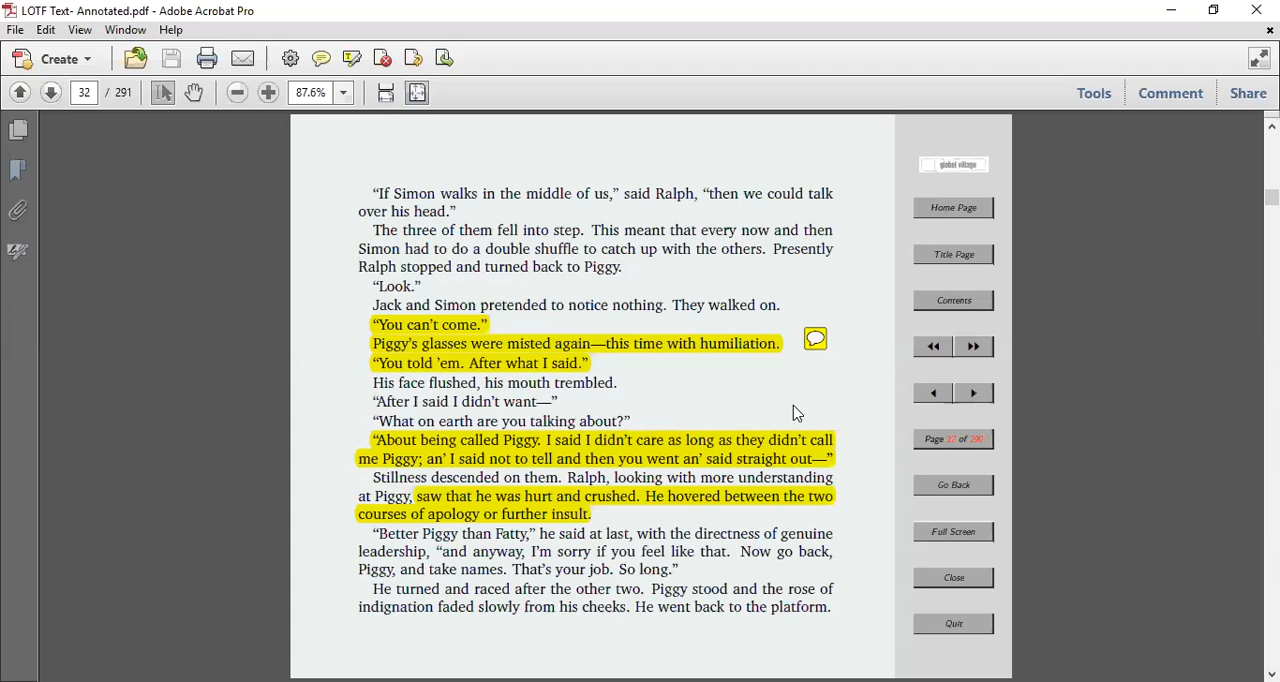 LOTF Text- Annotated.pdf - Adobe Acrobat Pro
File Edit View Window Help
Create
32 / 291 87.6% Tools Comment Share
global village
“If Simon walks in the middle of us,” said Ralph, “then we could talk
over his head.”
The three of them fell into step. This meant that every now and then
Simon had to do a double shuffle to catch up with the others. Presently
Ralph stopped and turned back to Piggy.
“Look.”
Jack and Simon pretended to notice nothing. They walked on.
“You can’t come.”
Piggy’s glasses were misted again—this time with humiliation.
“You told ’em. After what I said.”
His face flushed, his mouth trembled.
“After I said I didn’t want—”
“What on earth are you talking about?”
“About being called Piggy. I said I didn’t care as long as they didn’t call
me Piggy; an’ I said not to tell and then you went an’ said straight out—”
Stillness descended on them. Ralph, looking with more understanding
at Piggy, saw that he was hurt and crushed. He hovered between the two
courses of apology or further insult.
“Better Piggy than Fatty,” he said at last, with the directness of genuine
leadership, “and anyway, I’m sorry if you feel like that. Now go back,
Piggy, and take names. That’s your job. So long.”
He turned and raced after the other two. Piggy stood and the rose of
indignation faded slowly from his cheeks. He went back to the platform.
Home Page
Title Page
Contents
Page 32 of 290
Go Back
Full Screen
Close
Quit